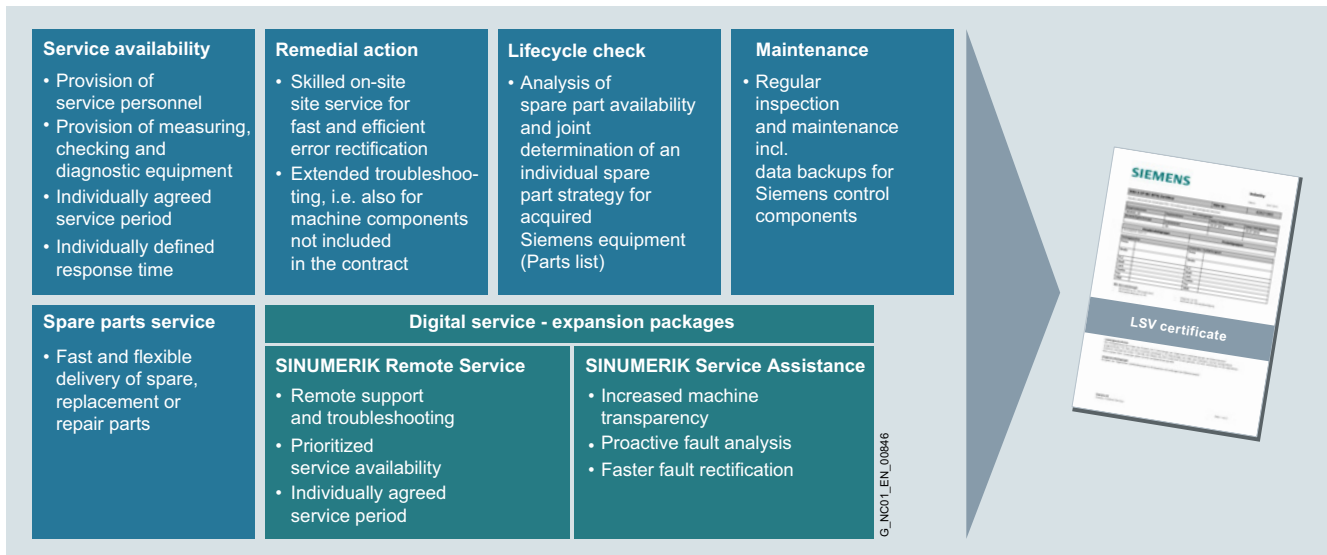 Service availability
• Provision of
service personnel
• Provision of measuring,
checking and
diagnostic equipment
• Individually agreed
service period
• Individually defined
response time
Remedial action
• Skilled on-site
site service for
fast and efficient
error rectification
• Extended troubleshoo-
ting, i.e. also for
machine components
not included
in the contract
Lifecycle check
• Analysis of
spare part availability
and joint
determination of an
individual spare
part strategy for
acquired
Siemens equipment
(Parts list)
Maintenance
• Regular
inspection
and maintenance
incl.
data backups for
Siemens control
components
Spare parts service
• Fast and flexible
delivery of spare,
replacement or
repair parts
Digital service - expansion packages
SINUMERIK Remote Service
• Remote support
and troubleshooting
• Prioritized
service availability
• Individually agreed
service period
SINUMERIK Service Assistance
• Increased machine
transparency
• Proactive fault analysis
• Faster fault rectification
G_NC01_EN_00846
SIEMENS
LSV certificate